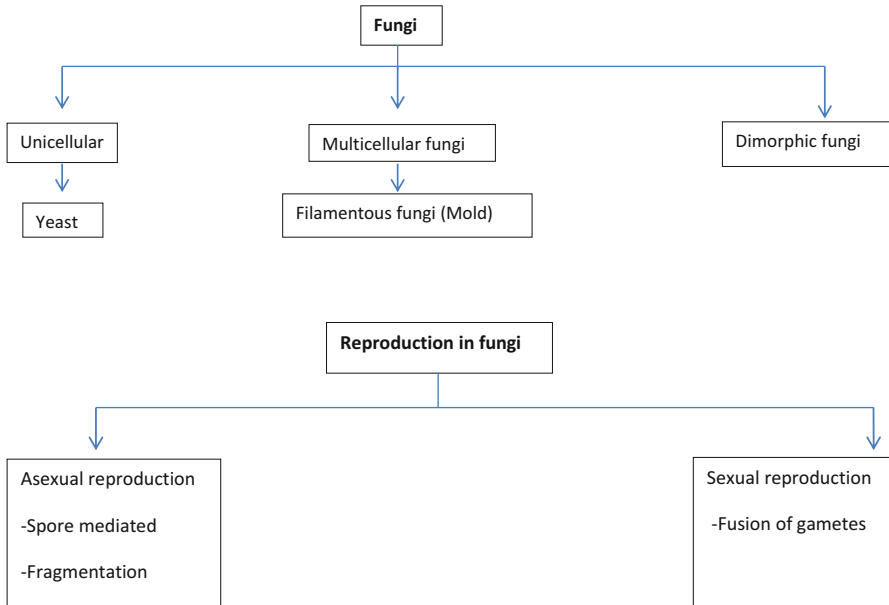 Fungi
Unicellular
Multicellular fungi
Dimorphic fungi
Yeast
Filamentous fungi (Mold)
Reproduction in fungi
Asexual reproduction
-Spore mediated
-Fragmentation
Sexual reproduction
-Fusion of gametes